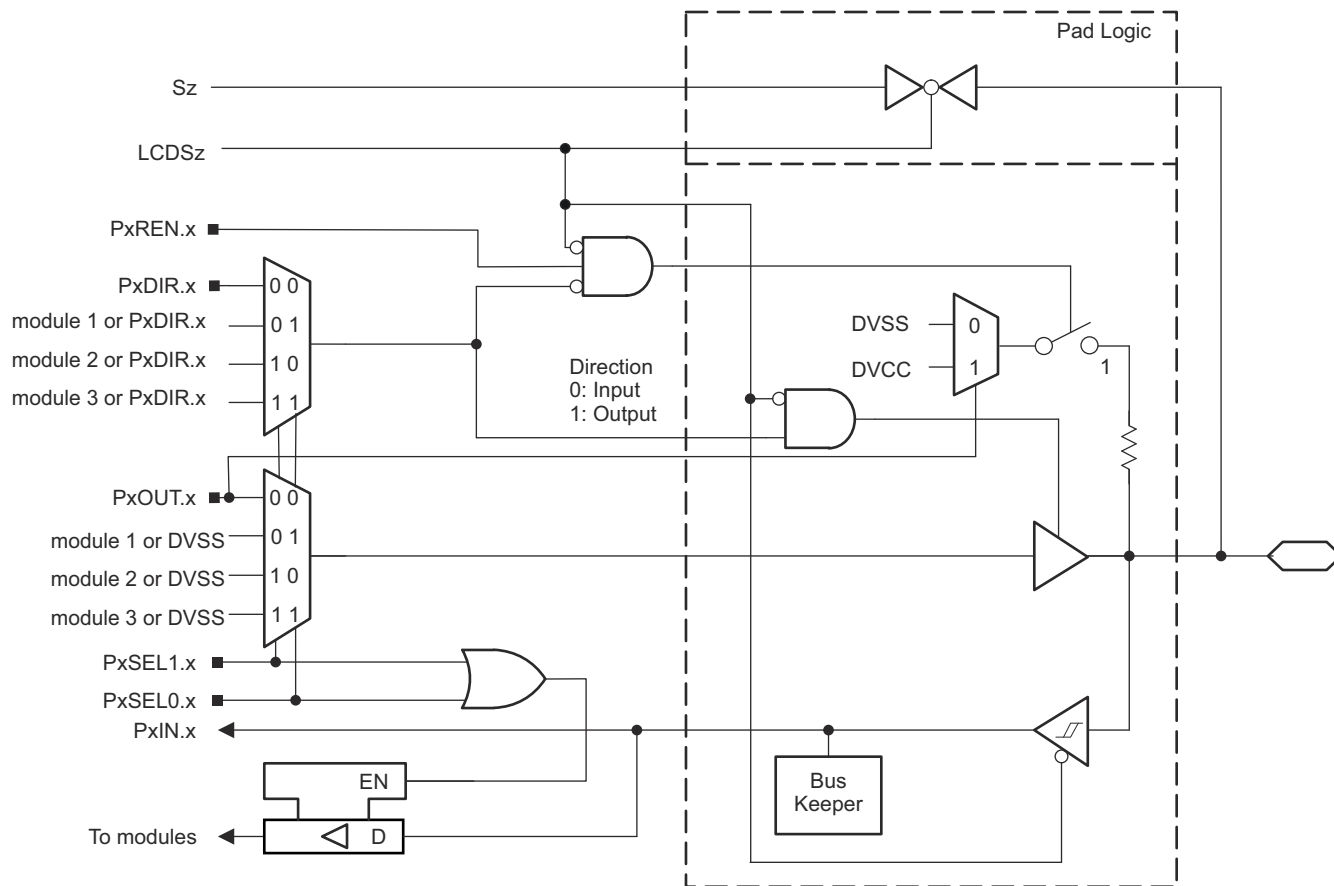 Pad Logic
Sz
LCDSz
PxREN.x
PxDIR.x
0 0
module 1 or PxDIR.x
0 1
module 2 or PxDIR.x
1 0
module 3 or PxDIR.x
1 1
Direction
0: Input
1: Output
DVSS
0
DVCC
1
1
PxOUT.x
0 0
module 1 or DVSS
0 1
module 2 or DVSS
1 0
module 3 or DVSS
1 1
PxSEL1.x
PxSEL0.x
PxIN.x
EN
D
To modules
Bus
Keeper